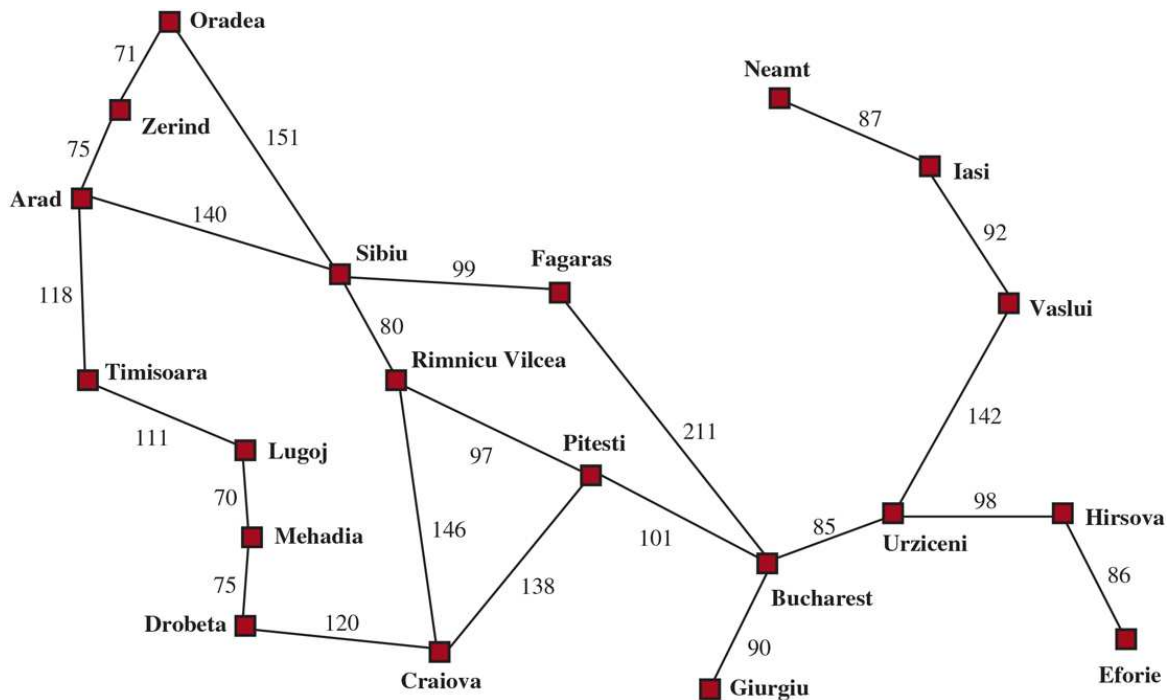 Oradea
71
Neamt
87
Zerind
151
75
Iasi
Arad
140
92
Sibiu
Fagaras
99
118
Vaslui
80
Rimnicu Vilcea
Timisoara
142
111
Pitesti
211
Lugoj
97
70
98
Hirsova
Mehadia
146
101
85
Urziceni
86
75
138
Bucharest
Drobeta
120
90
Craiova
Eforie
Giurgiu